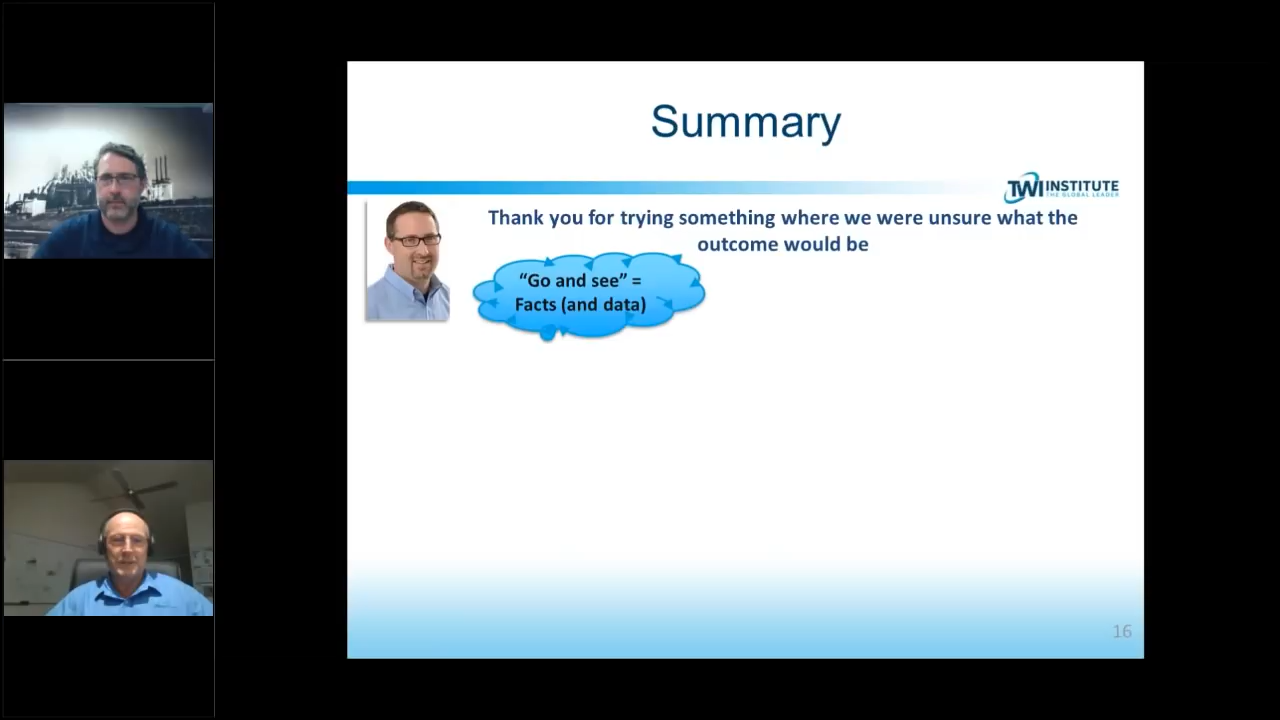 Summary
TWI INSTITUTE
THE GLOBAL LEADER
Thank you for trying something where we were unsure what the
outcome would be
“Go and see” =
Facts (and data)
16